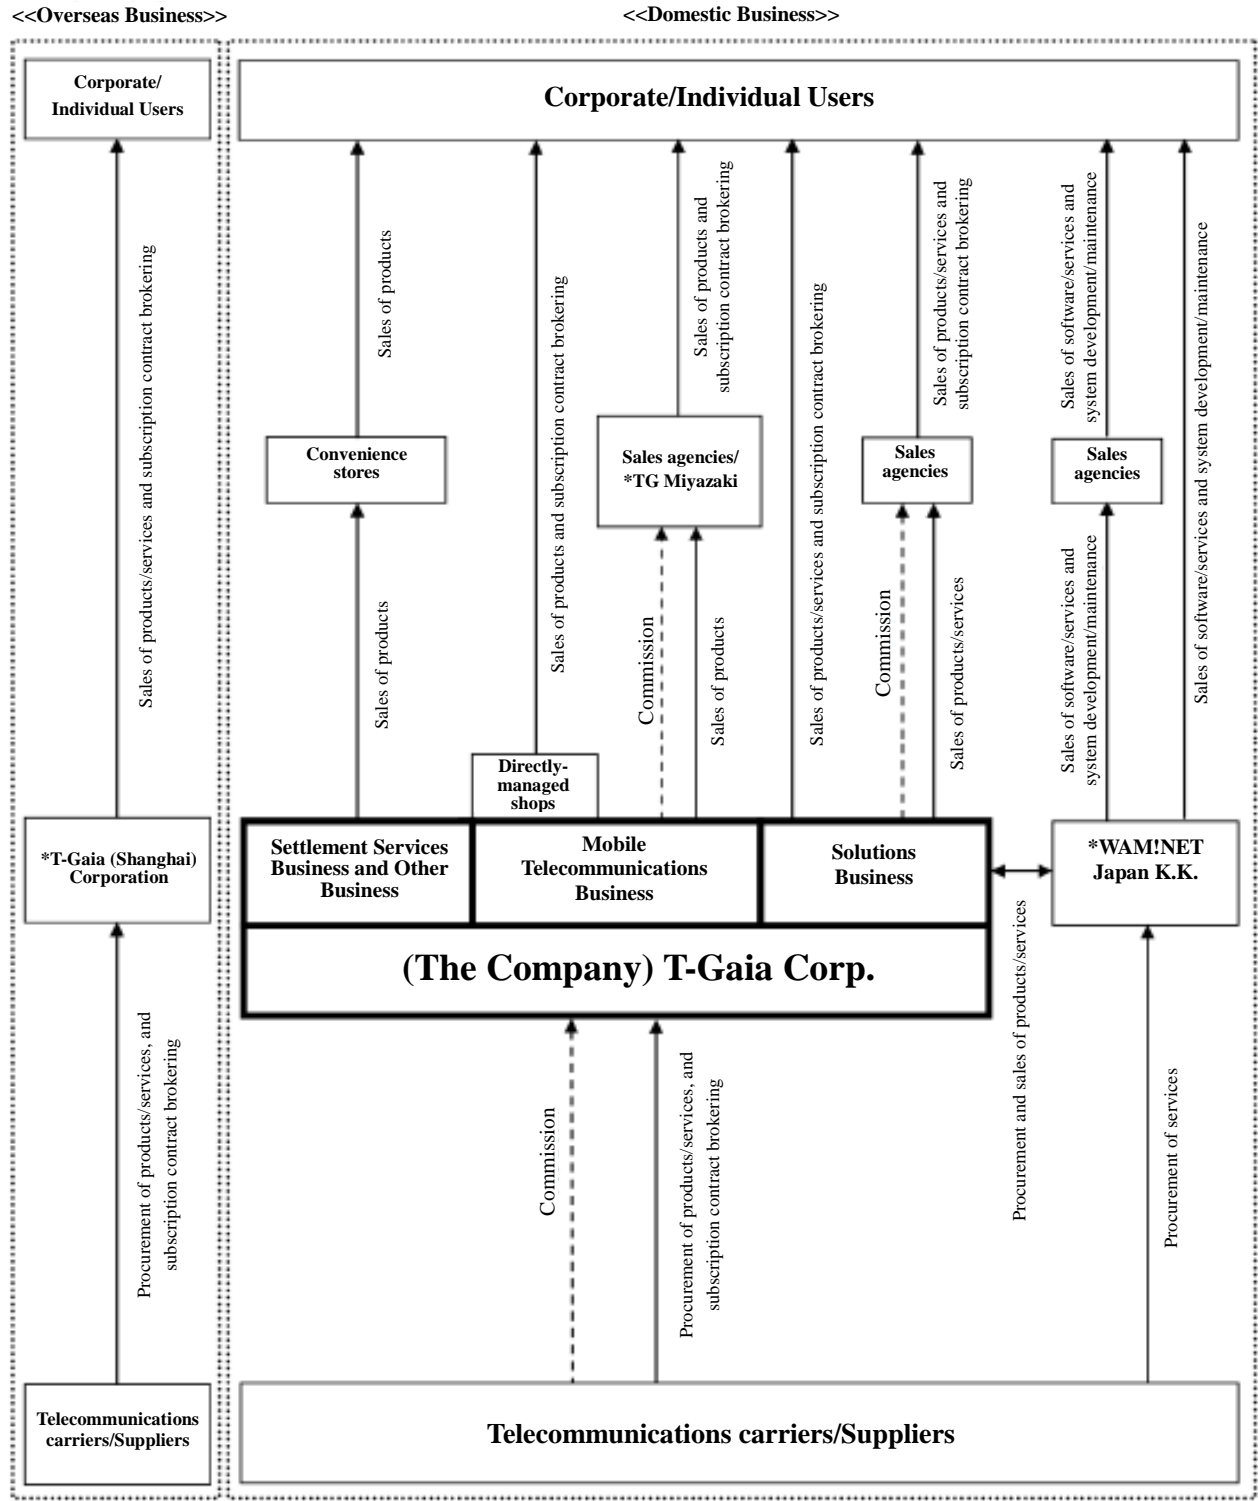 <<Overseas Business>>
<<Domestic Business>>
Corporate/
Individual Users
Corporate/Individual Users
Sales of products/services and subscription contract brokering
Sales of products
Sales of products and subscription contract brokering
Sales of products and
subscription contract brokering
Sales of products/services and subscription contract brokering
Sales of products/services and
subscription contract brokering
Sales of software/services and
system development/maintenance
Sales of software/services and system development/maintenance
Convenience
stores
Sales agencies/
*TG Miyazaki
Sales
agencies
Sales
agencies
Sales of products
Commission
Sales of products
Commission
Sales of products/services
Sales of software/services and
system development/maintenance
Directly-
managed
shops
*T-Gaia (Shanghai)
Corporation
Settlement Services
Business and Other
Business
Mobile
Telecommunications
Business
Solutions
Business
*WAM!NET
Japan K.K.
(The Company) T-Gaia Corp.
Procurement of products/services, and
subscription contract brokering
Commission
Procurement of products/services, and
subscription contract brokering
Procurement and sales of products/services
Procurement of services
Telecommunications
carriers/Suppliers
Telecommunications carriers/Suppliers